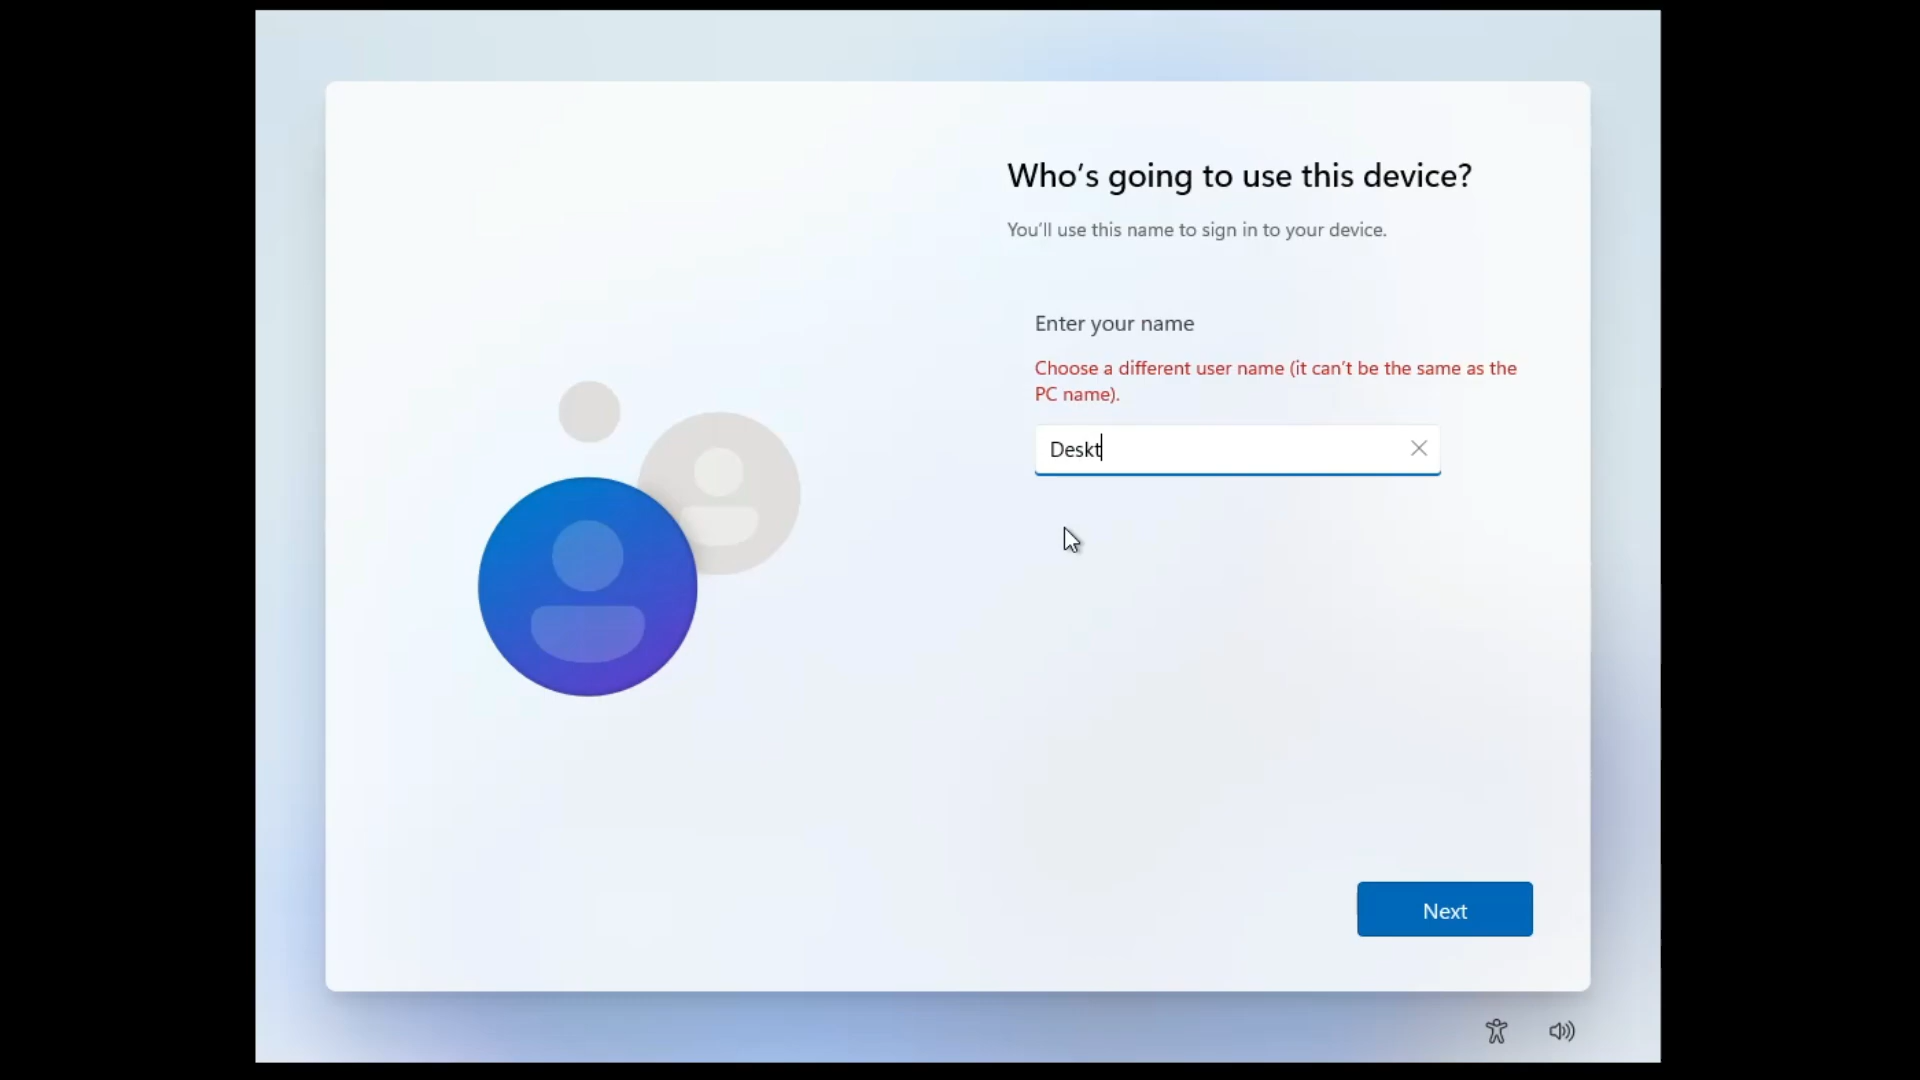 Who's going to use this device?
You'll use this name to sign in to your device.
Enter your name
Choose a different user name (it can't be the same as the
PC name).
Deskt
Next